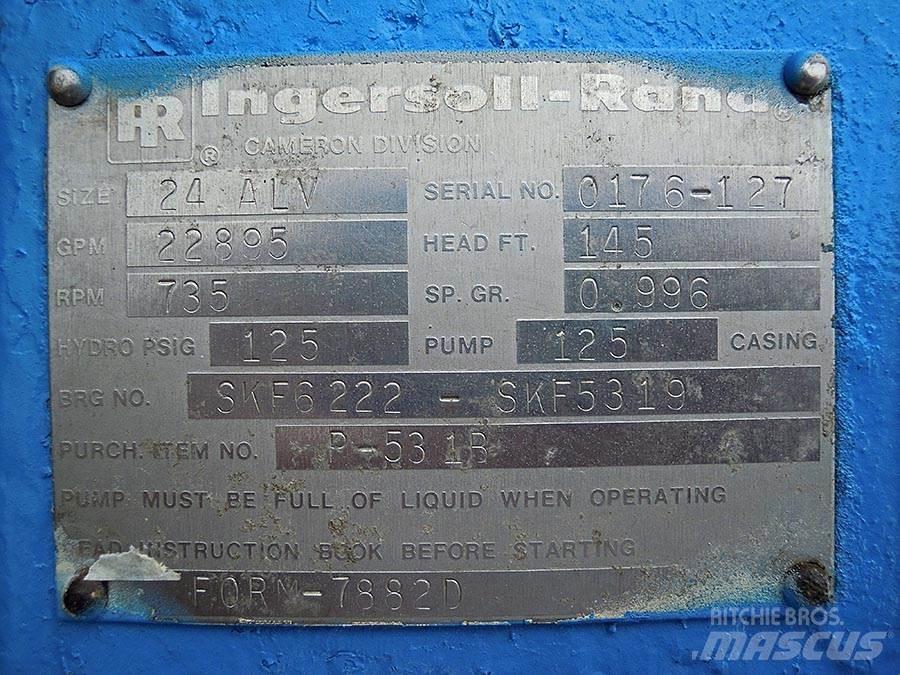 IR Ingersoll-Rand®
® CAMERON DIVISION
SIZE 24 ALV SERIAL NO. 0176-127
GPM 22895 HEAD FT. 145
RPM 735 SP. GR. 0.996
HYDRO PSIG 125 PUMP 125 CASING
BRG NO. SKF6222 - SKF5319
PURCH. ITEM NO. P-531B
PUMP MUST BE FULL OF LIQUID WHEN OPERATING
READ INSTRUCTION BOOK BEFORE STARTING
FORM-7882D
RITCHIE BROS.
MASCUS